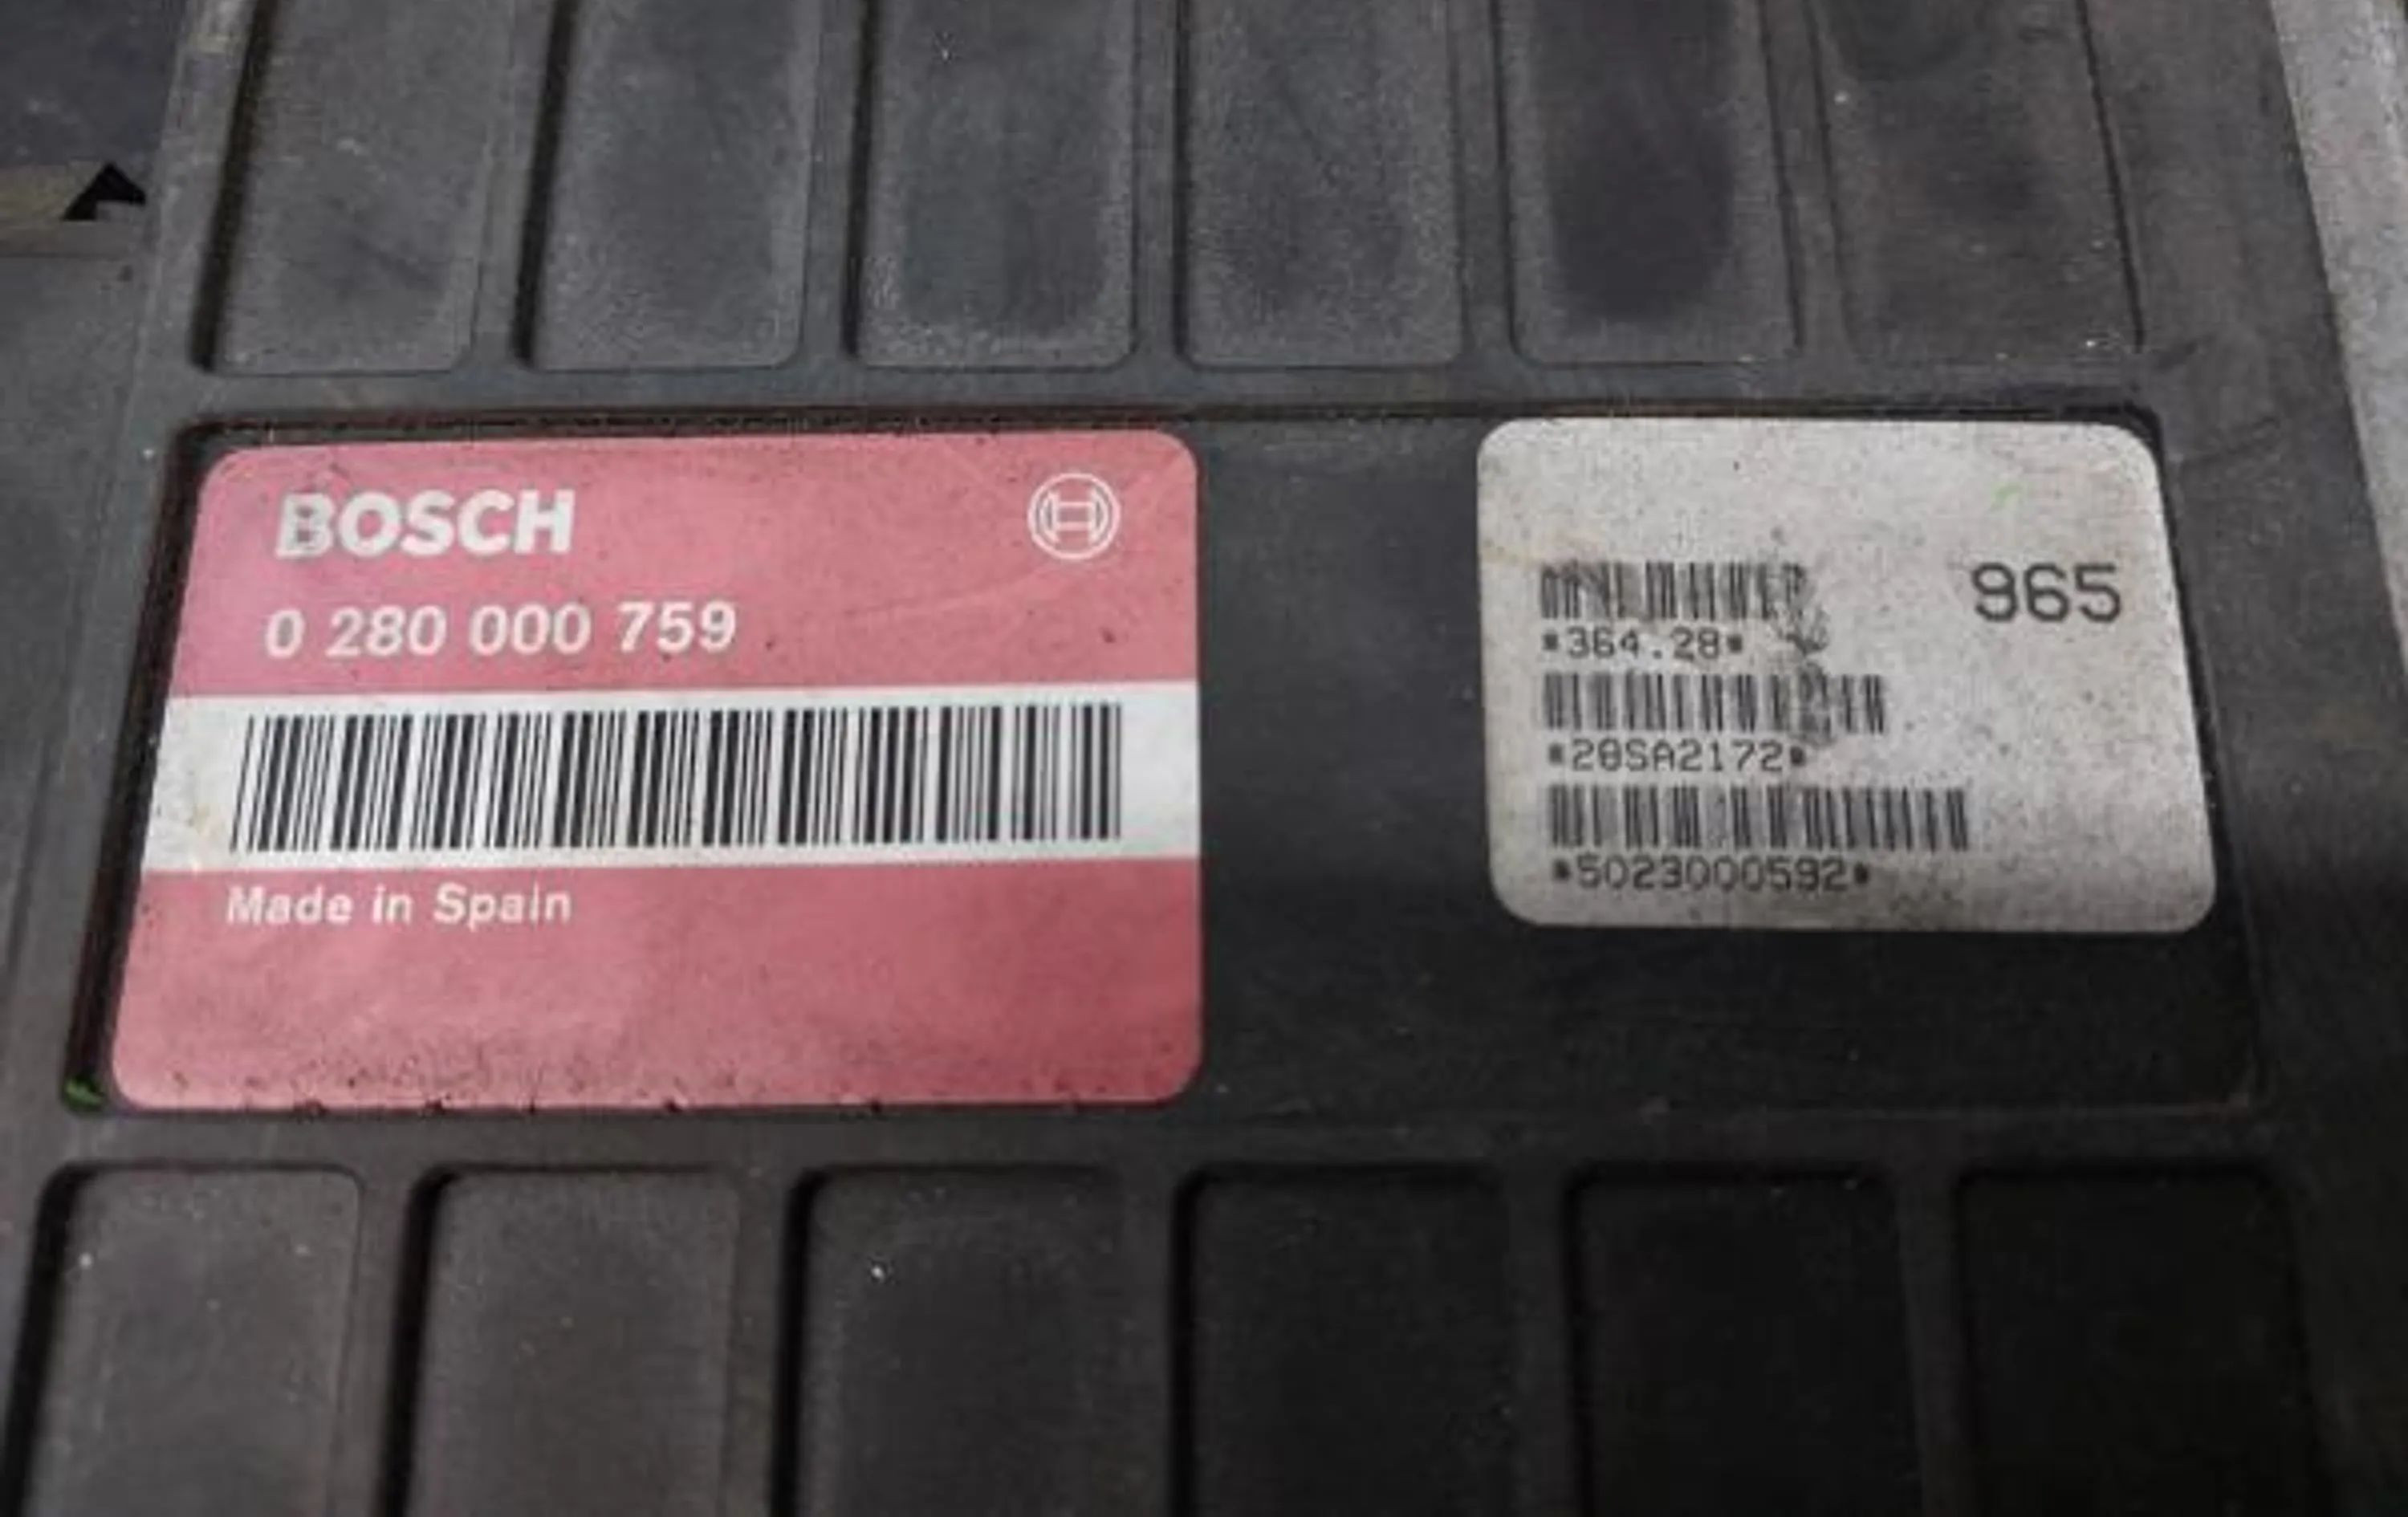 BOSCH
0 280 000 759
Made in Spain
965
*364.28*
*28SA2172*
*5023000592*